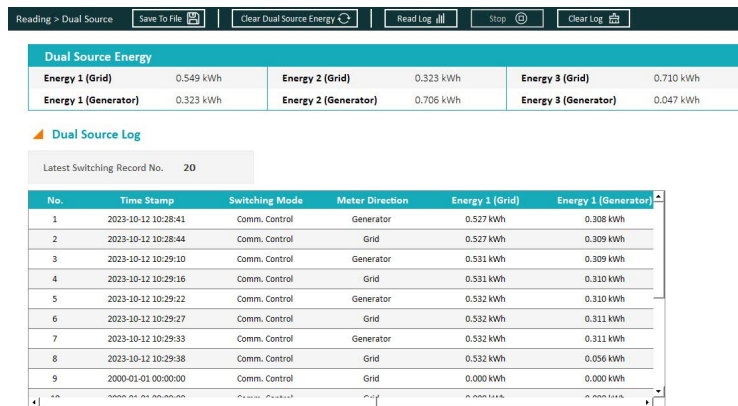 Reading > Dual Source Save To File Clear Dual Source Energy Read Log Stop Clear Log
Dual Source Energy
Energy 1 (Grid) 0.549 kWh Energy 2 (Grid) 0.323 kWh Energy 3 (Grid) 0.710 kWh
Energy 1 (Generator) 0.323 kWh Energy 2 (Generator) 0.706 kWh Energy 3 (Generator) 0.047 kWh
Dual Source Log
Latest Switching Record No. 20
No. Time Stamp Switching Mode Meter Direction Energy 1 (Grid) Energy 1 (Generator)
1 2023-10-12 10:28:41 Comm. Control Generator 0.527 kWh 0.308 kWh
2 2023-10-12 10:28:44 Comm. Control Grid 0.527 kWh 0.309 kWh
3 2023-10-12 10:29:10 Comm. Control Generator 0.531 kWh 0.309 kWh
4 2023-10-12 10:29:16 Comm. Control Grid 0.531 kWh 0.310 kWh
5 2023-10-12 10:29:22 Comm. Control Generator 0.532 kWh 0.310 kWh
6 2023-10-12 10:29:27 Comm. Control Grid 0.532 kWh 0.311 kWh
7 2023-10-12 10:29:33 Comm. Control Generator 0.532 kWh 0.311 kWh
8 2023-10-12 10:29:38 Comm. Control Grid 0.532 kWh 0.056 kWh
9 2000-01-01 00:00:00 Comm. Control Grid 0.000 kWh 0.000 kWh